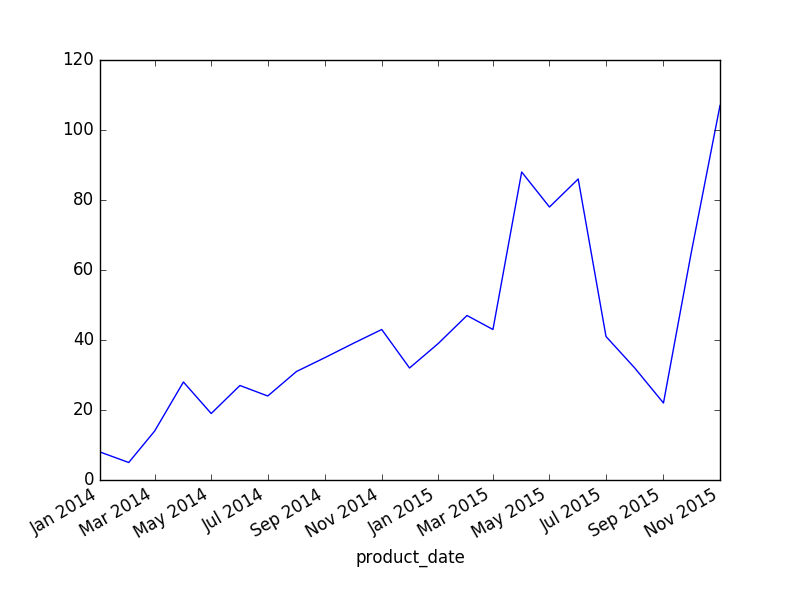 120
100
80
60
40
20
0
Jan 2014
Mar 2014
May 2014
Jul 2014
Sep 2014
Nov 2014
Jan 2015
Mar 2015
May 2015
Jul 2015
Sep 2015
Nov 2015
product_date